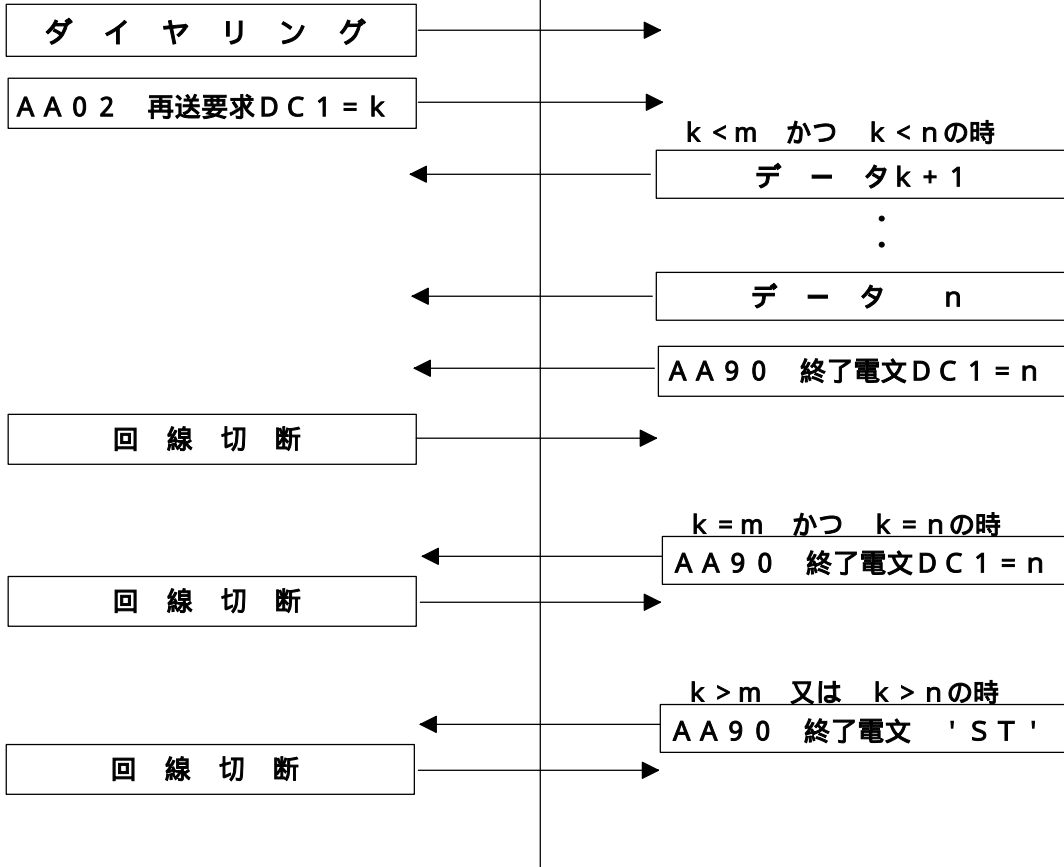 ダイヤリング
ＡＡ０２　再送要求ＤＣ１＝ｋ
ｋ＜ｍ　かつ　ｋ＜ｎの時
データｋ＋１
・
・
データ　ｎ
ＡＡ９０　終了電文ＤＣ１＝ｎ
回線切断
ｋ＝ｍ　かつ　ｋ＝ｎの時
ＡＡ９０　終了電文ＤＣ１＝ｎ
回線切断
ｋ＞ｍ　又は　ｋ＞ｎの時
ＡＡ９０　終了電文　＇ＳＴ＇
回線切断